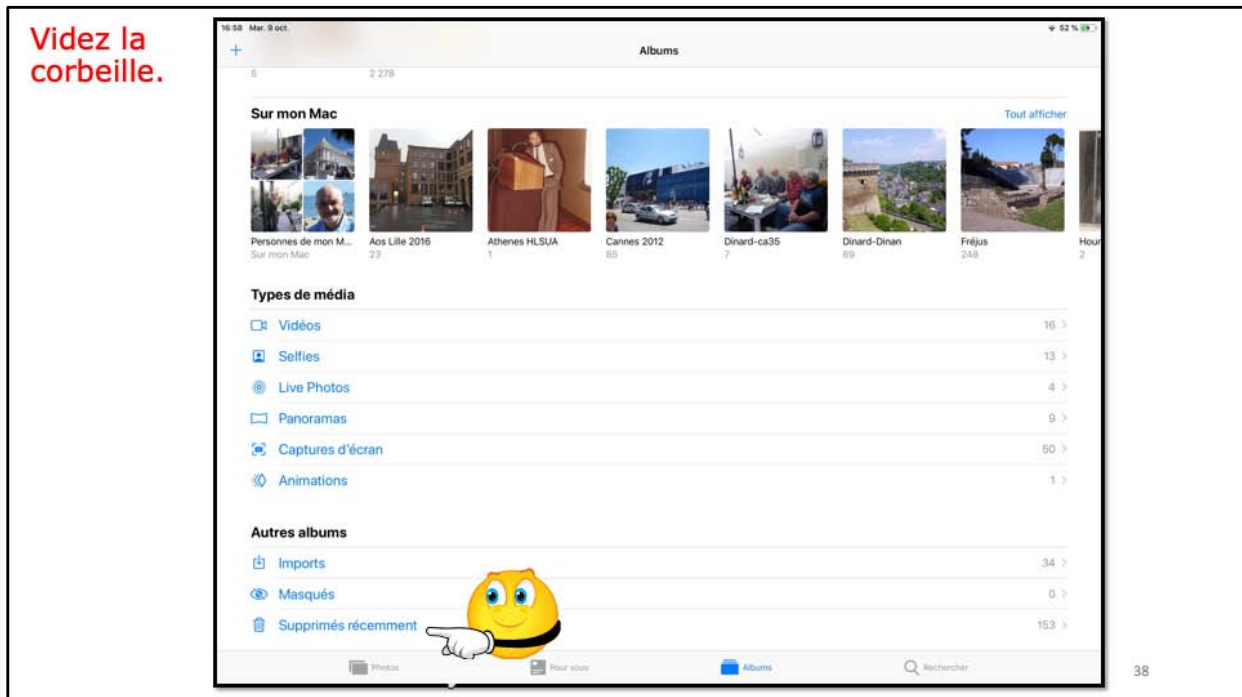 Videz la
corbeille.
16:58 Mar. 9 oct.
52 %
Albums
6 2 278
Sur mon Mac
Tout afficher
Personnes de mon M...
Sur mon Mac
Aos Lille 2016
23
Athenes HLSUA
1
Cannes 2012
85
Dinard-ca35
7
Dinard-Dinan
69
Fréjus
248
Hour
2
Types de média
Vidéos 16
Selfies 13
Live Photos 4
Panoramas 9
Captures d'écran 50
Animations 1
Autres albums
Imports 34
Masqués 0
Supprimés récemment 153
Photos Pour vous Albums Rechercher
38